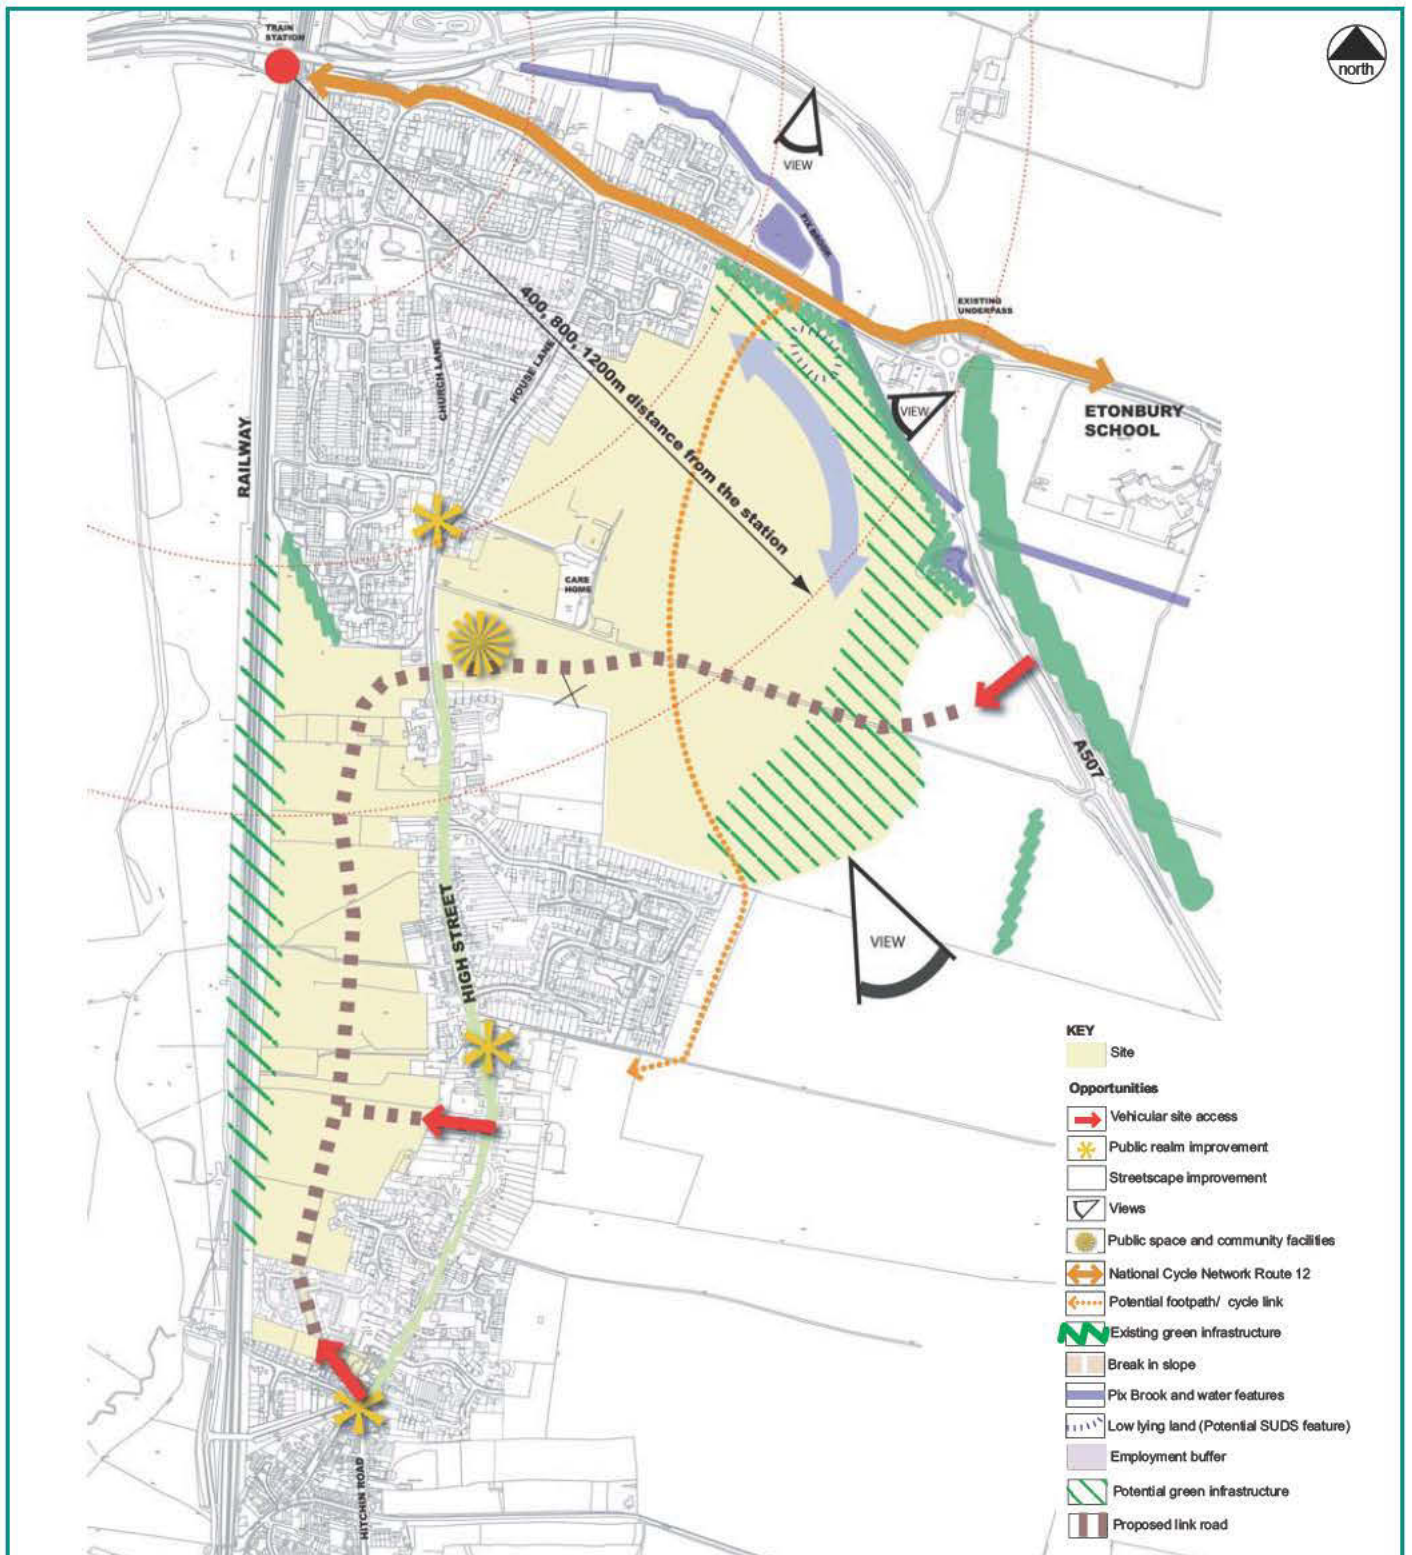 TRAIN
STATION
north
VIEW
PIX BROOK
400, 800, 1200m distance from the station
EXISTING
UNDERPASS
CHURCH LANE
HOUSE LANE
VIEW
ETONBURY
SCHOOL
RAILWAY
CARE
HOME
A507
HIGH STREET
VIEW
HITCHIN ROAD
KEY
Site
Opportunities
Vehicular site access
Public realm improvement
Streetscape improvement
Views
Public space and community facilities
National Cycle Network Route 12
Potential footpath/ cycle link
Existing green infrastructure
Break in slope
Pix Brook and water features
Low lying land (Potential SUDS feature)
Employment buffer
Potential green infrastructure
Proposed link road